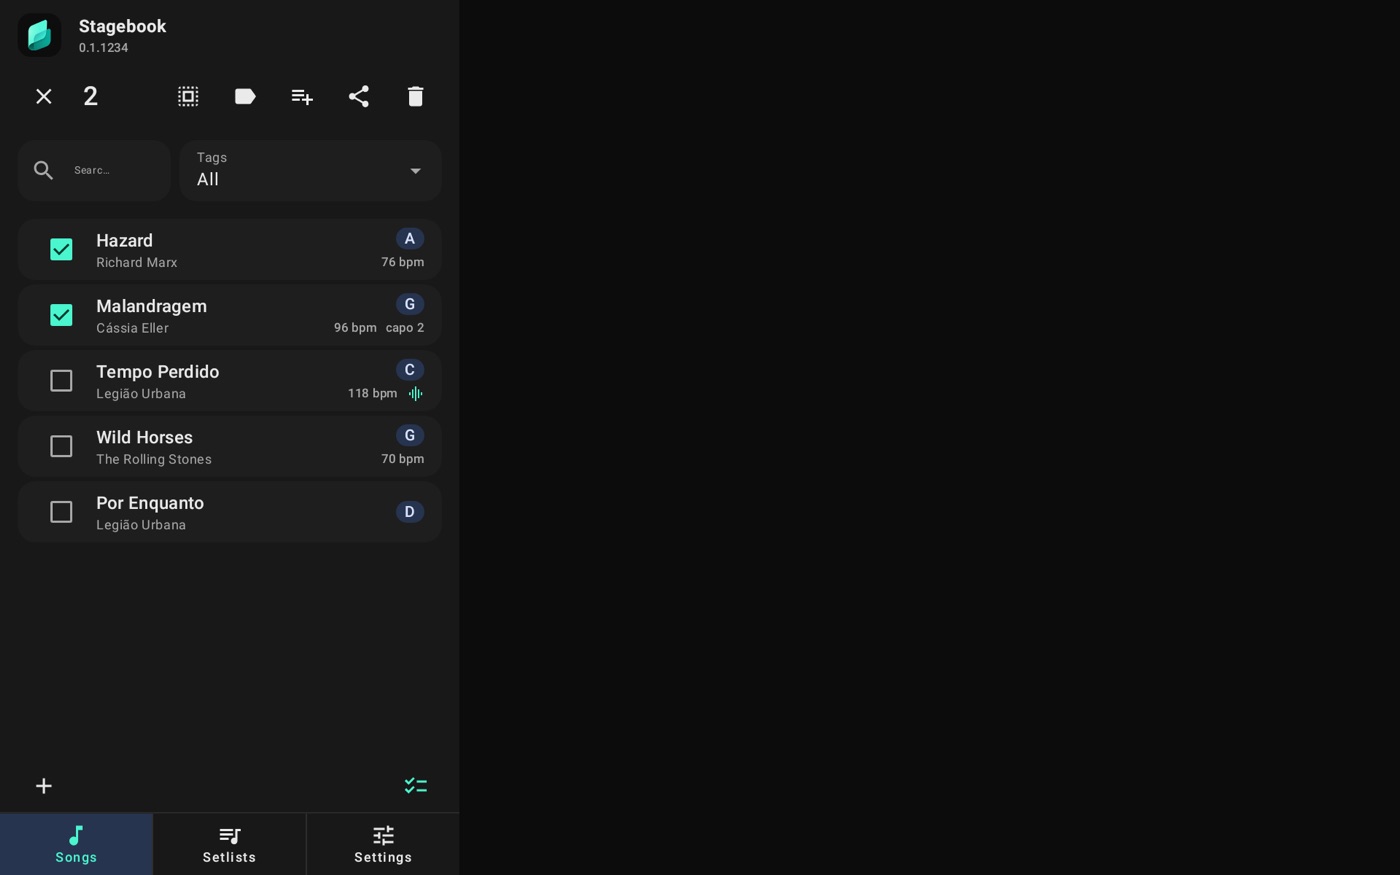 Stagebook
0.1.1234
2
Searc...
Tags
All
Hazard
A
Richard Marx
76 bpm
Malandragem
G
Cássia Eller
96 bpm capo 2
Tempo Perdido
C
Legião Urbana
118 bpm
Wild Horses
G
The Rolling Stones
70 bpm
Por Enquanto
D
Legião Urbana
Songs
Setlists
Settings